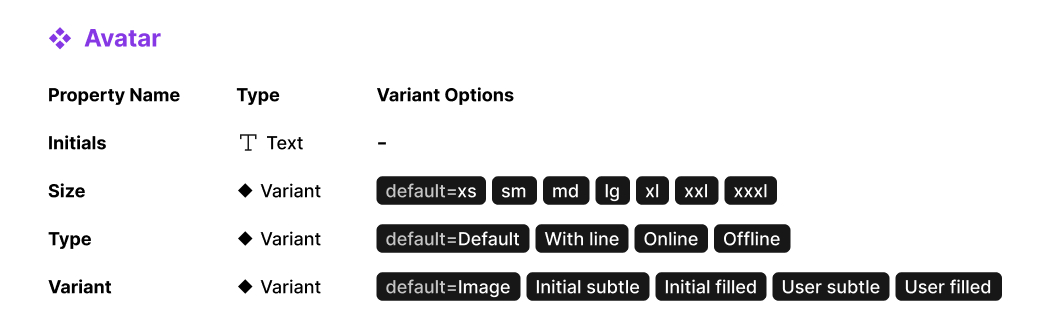 Avatar
Property Name Type Variant Options
Initials Text -
Size Variant default=xs sm md lg xl xxl xxxl
Type Variant default=Default With line Online Offline
Variant Variant default=Image Initial subtle Initial filled User subtle User filled